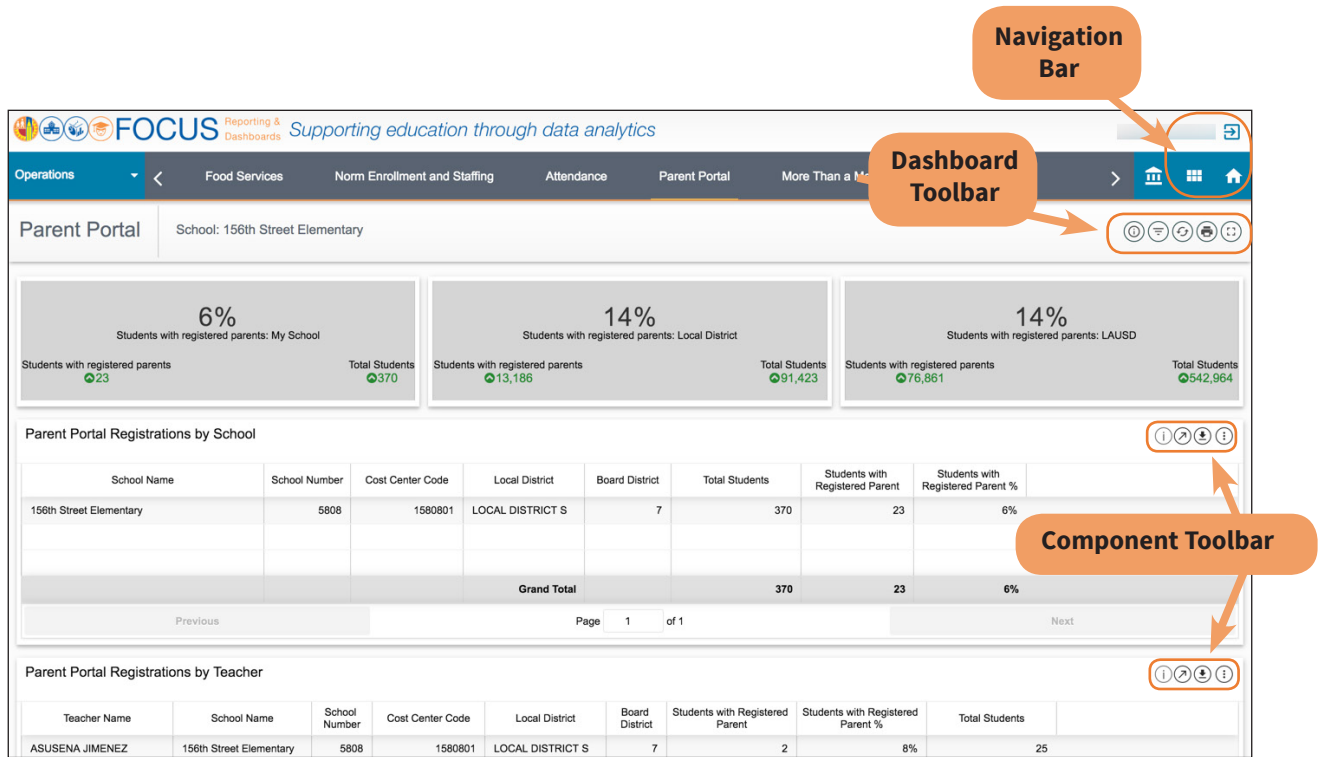 Navigation
Bar
FOCUS Reporting & Dashboards Supporting education through data analytics
Dashboard
Toolbar
Operations Food Services Norm Enrollment and Staffing Attendance Parent Portal More Than a
Parent Portal School: 156th Street Elementary
6% 14% 14%
Students with registered parents: My School Students with registered parents: Local District Students with registered parents: LAUSD
Students with registered parents Total Students Students with registered parents Total Students Students with registered parents Total Students
23 370 13,186 91,423 76,861 542,964
Parent Portal Registrations by School
School Name School Number Cost Center Code Local District Board District Total Students Students with Registered Parent Students with Registered Parent %
156th Street Elementary 5808 1580801 LOCAL DISTRICT S 7 370 23 6%
Component Toolbar
Grand Total 370 23 6%
Previous Page 1 of 1 Next
Parent Portal Registrations by Teacher
Teacher Name School Name School Number Cost Center Code Local District Board District Students with Registered Parent Students with Registered Parent % Total Students
ASUSENA JIMENEZ 156th Street Elementary 5808 1580801 LOCAL DISTRICT S 7 2 8% 25